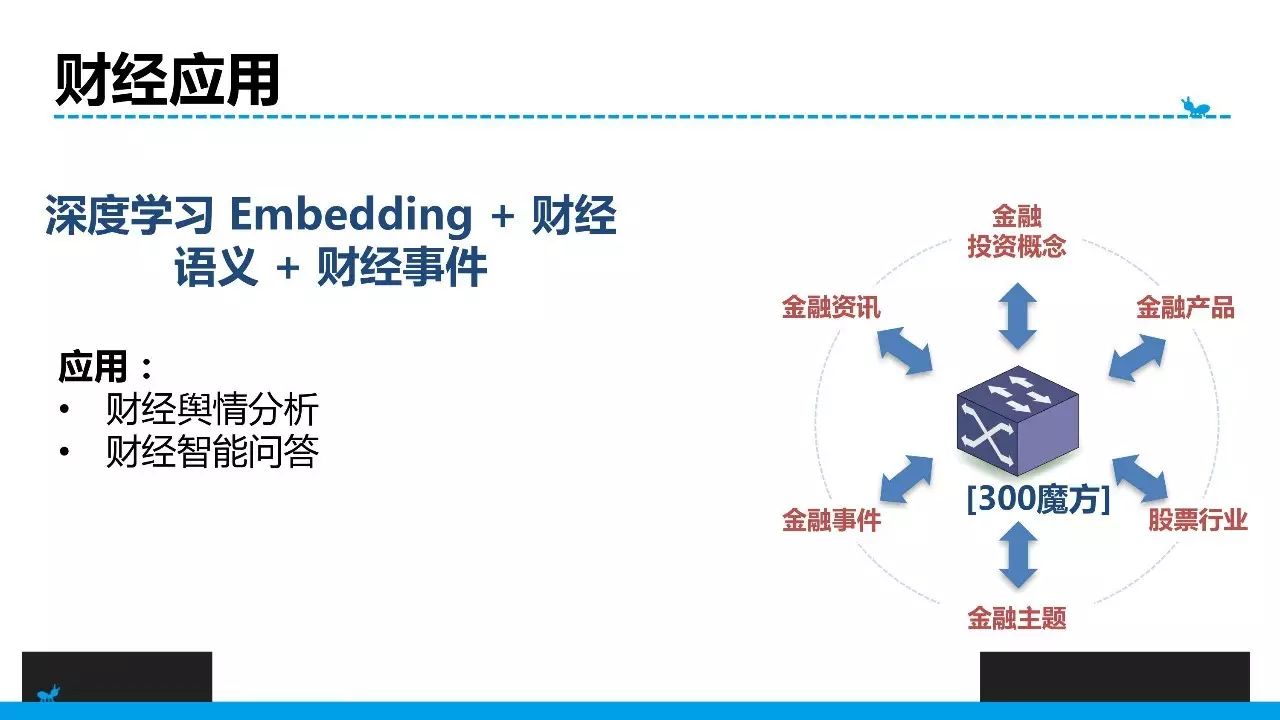 财经应用
深度学习 Embedding + 财经
语义 + 财经事件
应用：
• 财经舆情分析
• 财经智能问答
金融
投资概念
金融资讯
金融产品
[300魔方]
金融事件
股票行业
金融主题